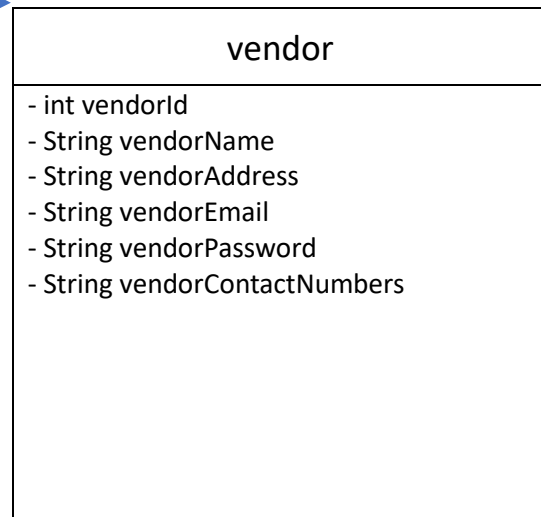 vendor
- int vendorId
- String vendorName
- String vendorAddress
- String vendorEmail
- String vendorPassword
- String vendorContactNumbers